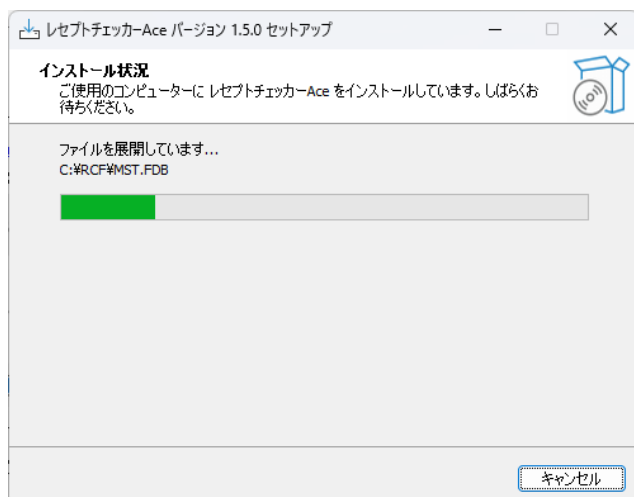 レセプトチェッカーAce バージョン 1.5.0 セットアップ
インストール状況
ご使用のコンピューターに レセプトチェッカーAce をインストールしています。しばらくお
待ちください。
ファイルを展開しています...
C:¥RCF¥MST.FDB
キャンセル